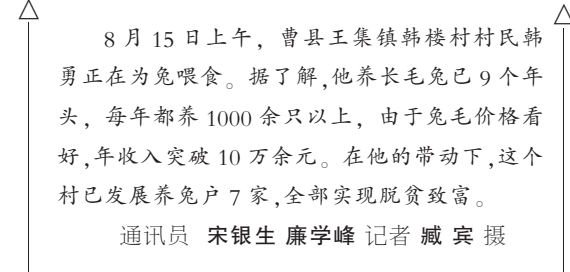 8月15日上午，曹县王集镇韩楼村村民韩
勇正在为兔喂食。据了解，他养长毛兔已9个年
头，每年都养1000余只以上，由于兔毛价格看
好，年收入突破10万余元。在他的带动下，这个
村已发展养兔户7家，全部实现脱贫致富。
通讯员 宋银生 廉学峰 记者 臧宾 摄